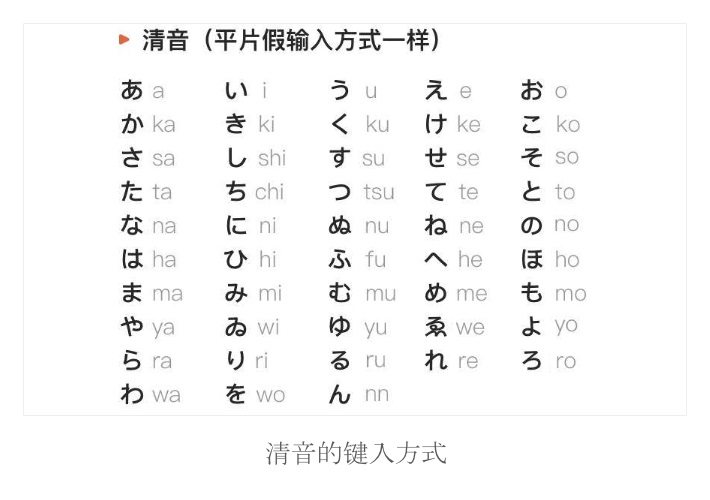 清音（平片假输入方式一样）
あ a い i う u え e お o
か ka き ki く ku け ke こ ko
さ sa し shi す su せ se そ so
た ta ち chi つ tsu て te と to
な na に ni ぬ nu ね ne の no
は ha ひ hi ふ fu へ he ほ ho
ま ma み mi む mu め me も mo
や ya ゐ wi ゆ yu ゑ we よ yo
ら ra り ri る ru れ re ろ ro
わ wa を wo ん nn
清音的键入方式